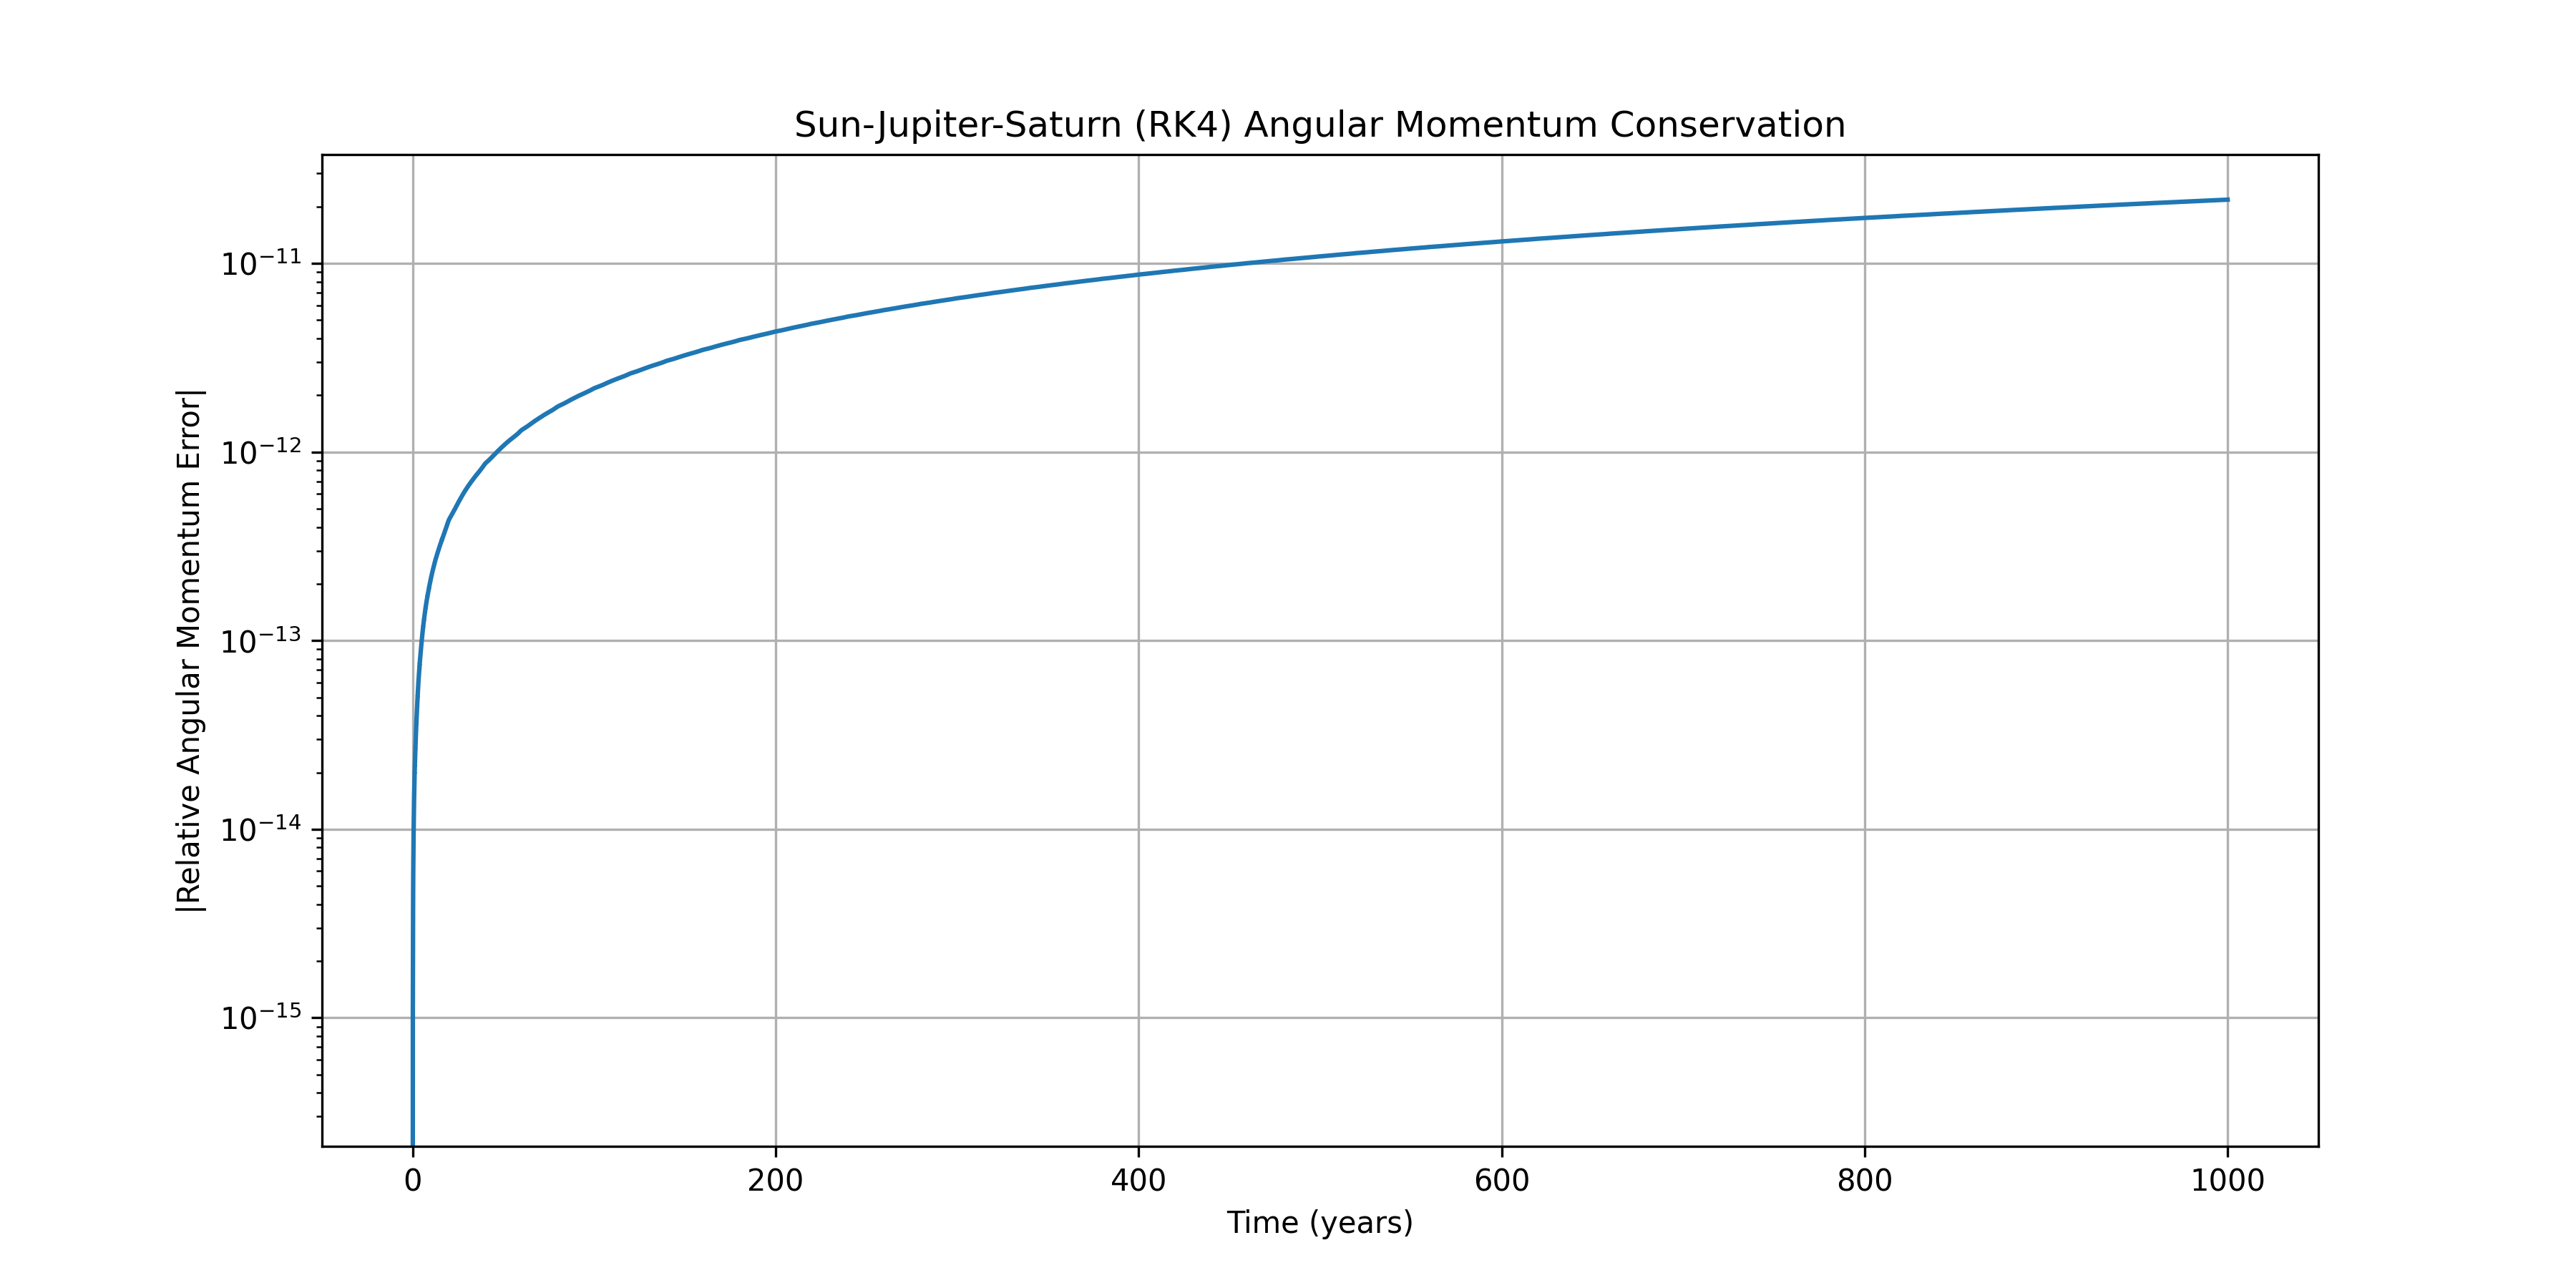 Sun-Jupiter-Saturn (RK4) Angular Momentum Conservation
|Relative Angular Momentum Error|
10⁻¹¹
10⁻¹²
10⁻¹³
10⁻¹⁴
10⁻¹⁵
0 200 400 600 800 1000
Time (years)